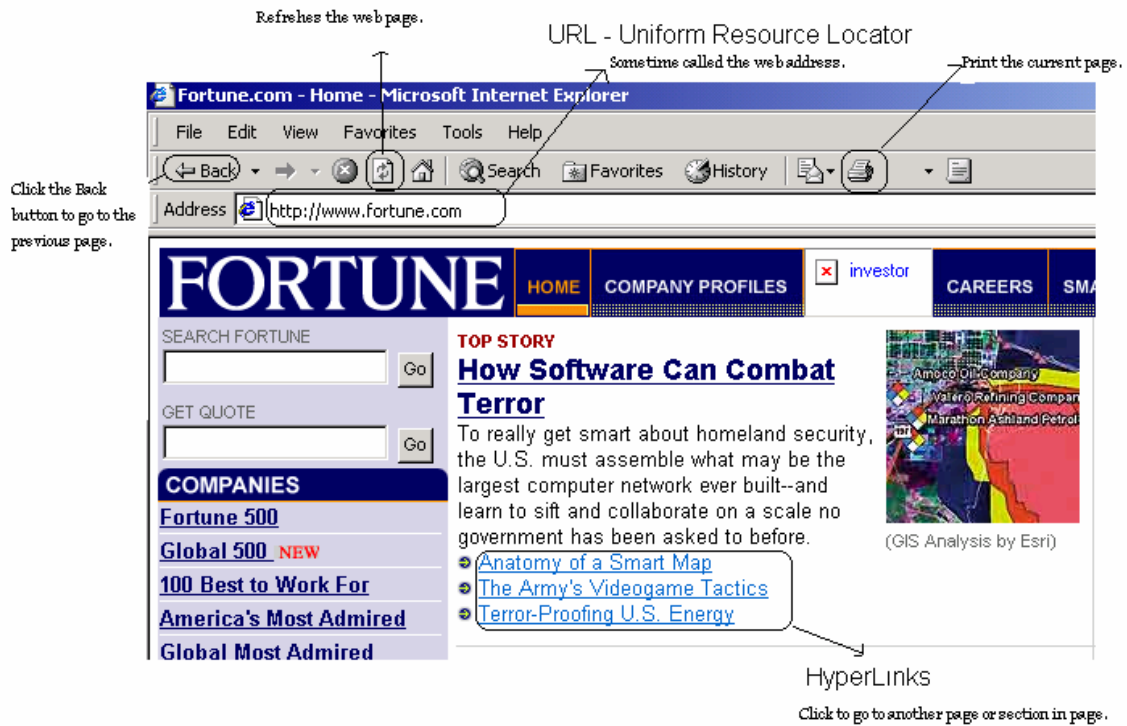 Refrehes the web page.
URL - Uniform Resource Locator
Sometime called the web address.
Print the current page.
Fortune.com - Home - Microsoft Internet Explorer
File Edit View Favorites Tools Help
Back Search Favorites History
Click the Back
button to go to the
previous page.
Address http://www.fortune.com
FORTUNE HOME COMPANY PROFILES investor CAREERS SMA
SEARCH FORTUNE
Go
GET QUOTE
Go
COMPANIES
Fortune 500
Global 500 NEW
100 Best to Work For
America's Most Admired
Global Most Admired
TOP STORY
How Software Can Combat
Terror
To really get smart about homeland security,
the U.S. must assemble what may be the
largest computer network ever built--and
learn to sift and collaborate on a scale no
government has been asked to before.
Anatomy of a Smart Map
The Army's Videogame Tactics
Terror-Proofing U.S. Energy
Amoco Oil Company
Valero Refining Compan
Marathon Ashland Petrol
(GIS Analysis by Esri)
HyperLinks
Click to go to another page or section in page.